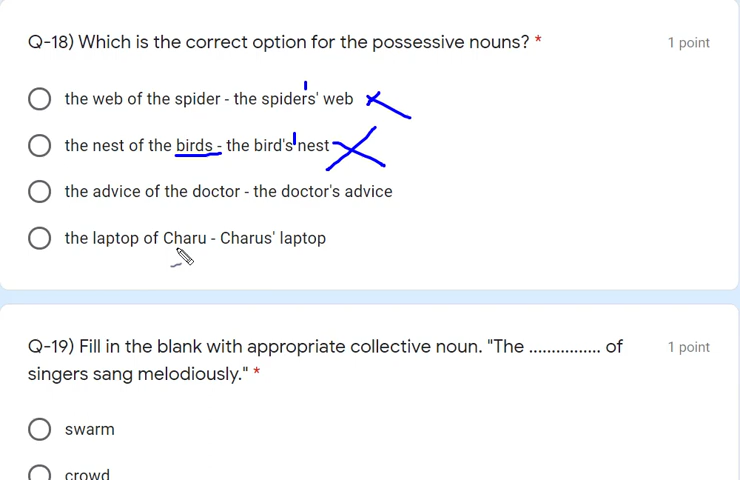 Q-18) Which is the correct option for the possessive nouns? *
1 point
the web of the spider - the spiders' web
the nest of the birds - the bird's nest
the advice of the doctor - the doctor's advice
the laptop of Charu - Charus' laptop
Q-19) Fill in the blank with appropriate collective noun. "The ................ of
1 point
singers sang melodiously." *
swarm
crowd